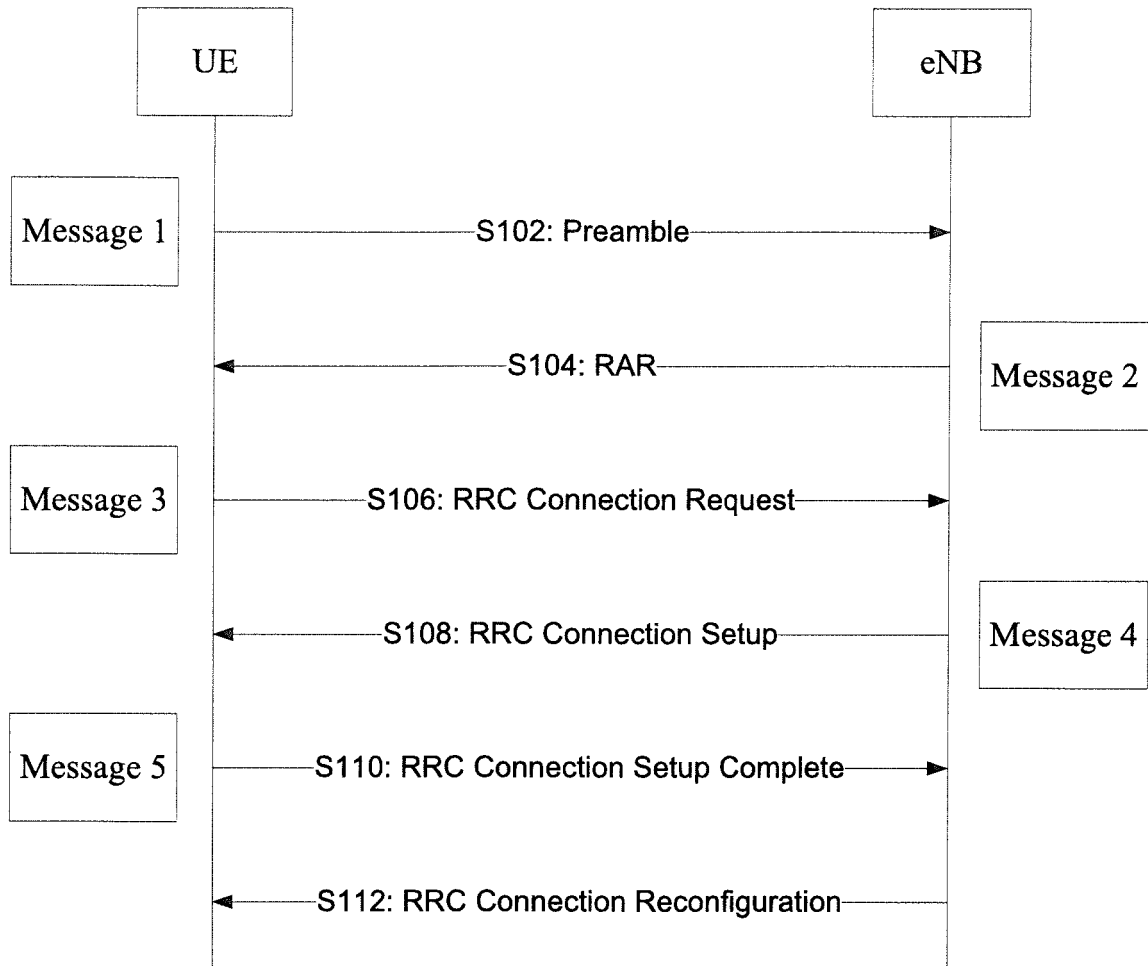 UE
eNB
Message 1
S102: Preamble
S104: RAR
Message 2
Message 3
S106: RRC Connection Request
S108: RRC Connection Setup
Message 4
Message 5
S110: RRC Connection Setup Complete
S112: RRC Connection Reconfiguration